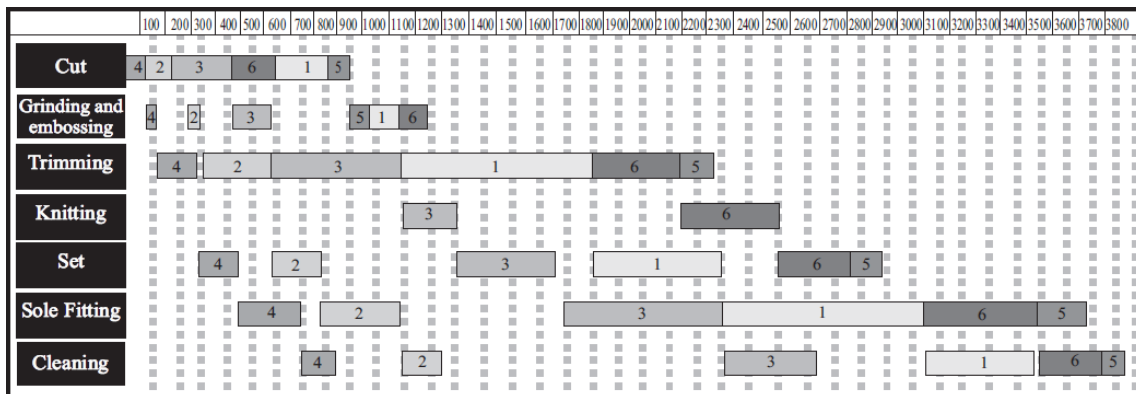 100 200 300 400 500 600 700 800 900 1000 1100 1200 1300 1400 1500 1600 1700 1800 1900 2000 2100 2200 2300 2400 2500 2600 2700 2800 2900 3000 3100 3200 3300 3400 3500 3600 3700 3800
Cut 4 2 3 6 1 5
Grinding and
embossing 4 2 3 5 1 6
Trimming 4 2 3 1 6 5
Knitting 3 6
Set 4 2 3 1 6 5
Sole Fitting 4 2 3 1 6 5
Cleaning 4 2 3 1 6 5